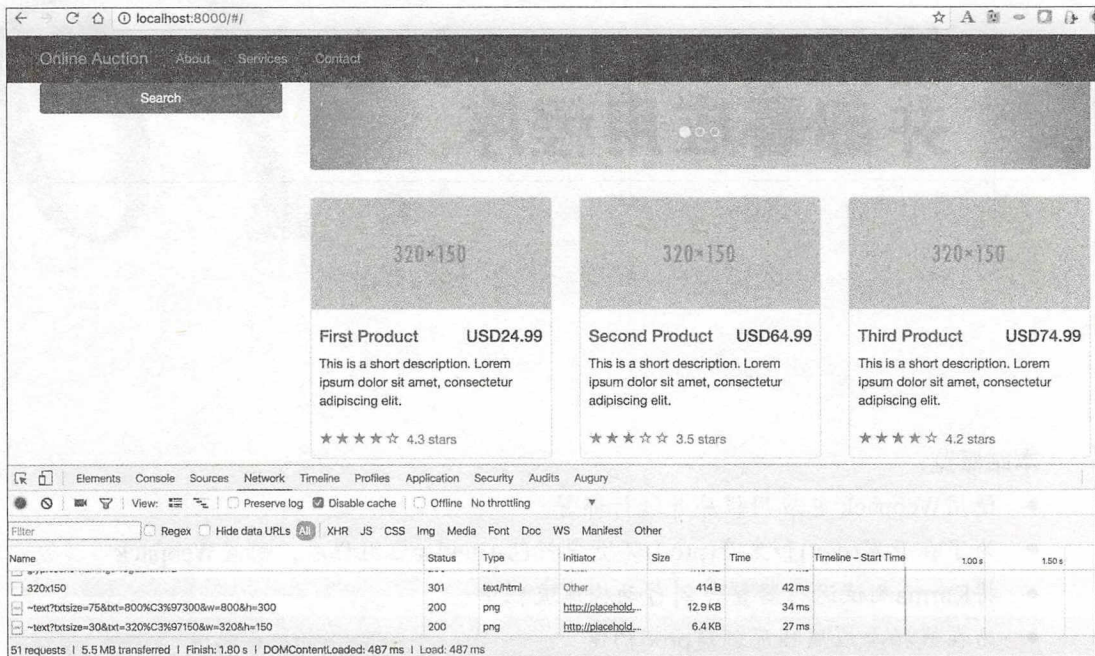 localhost:8000/#/
Online Auction About Services Contact
Search
320×150 320×150 320×150
First Product USD24.99 Second Product USD64.99 Third Product USD74.99
This is a short description. Lorem This is a short description. Lorem This is a short description. Lorem
ipsum dolor sit amet, consectetur ipsum dolor sit amet, consectetur ipsum dolor sit amet, consectetur
adipiscing elit. adipiscing elit. adipiscing elit.
★★★★☆ 4.3 stars ★★★☆☆ 3.5 stars ★★★★☆ 4.2 stars
Elements Console Sources Network Timeline Profiles Application Security Audits Augury
View: Preserve log Disable cache Offline No throttling
Filter Regex Hide data URLs All XHR JS CSS Img Media Font Doc WS Manifest Other
Name Status Type Initiator Size Time Timeline – Start Time 1.00 s 1.50 s
320x150 301 text/html Other 414 B 42 ms
~text?txtsize=75&txt=800%C3%97300&w=800&h=300 200 png http://placehold.... 12.9 KB 34 ms
~text?txtsize=30&txt=320%C3%97150&w=320&h=150 200 png http://placehold.... 6.4 KB 27 ms
51 requests | 5.5 MB transferred | Finish: 1.80 s | DOMContentLoaded: 487 ms | Load: 487 ms